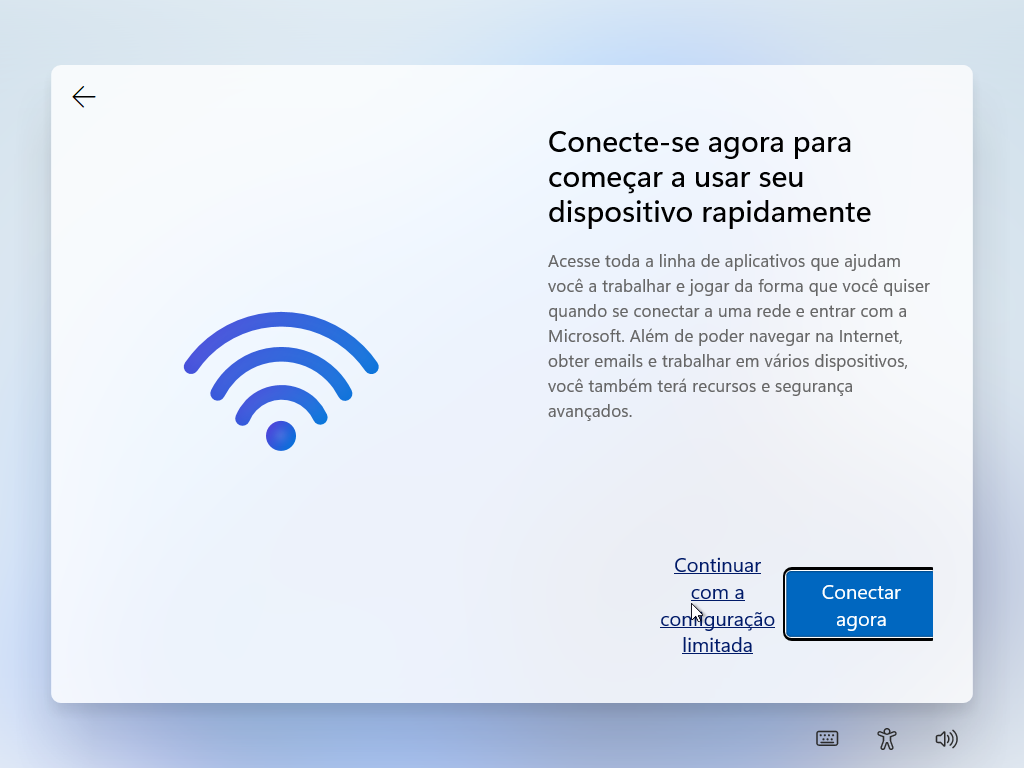 Conecte-se agora para
começar a usar seu
dispositivo rapidamente
Acesse toda a linha de aplicativos que ajudam
você a trabalhar e jogar da forma que você quiser
quando se conectar a uma rede e entrar com a
Microsoft. Além de poder navegar na Internet,
obter emails e trabalhar em vários dispositivos,
você também terá recursos e segurança
avançados.
Continuar
com a
configuração
limitada
Conectar
agora